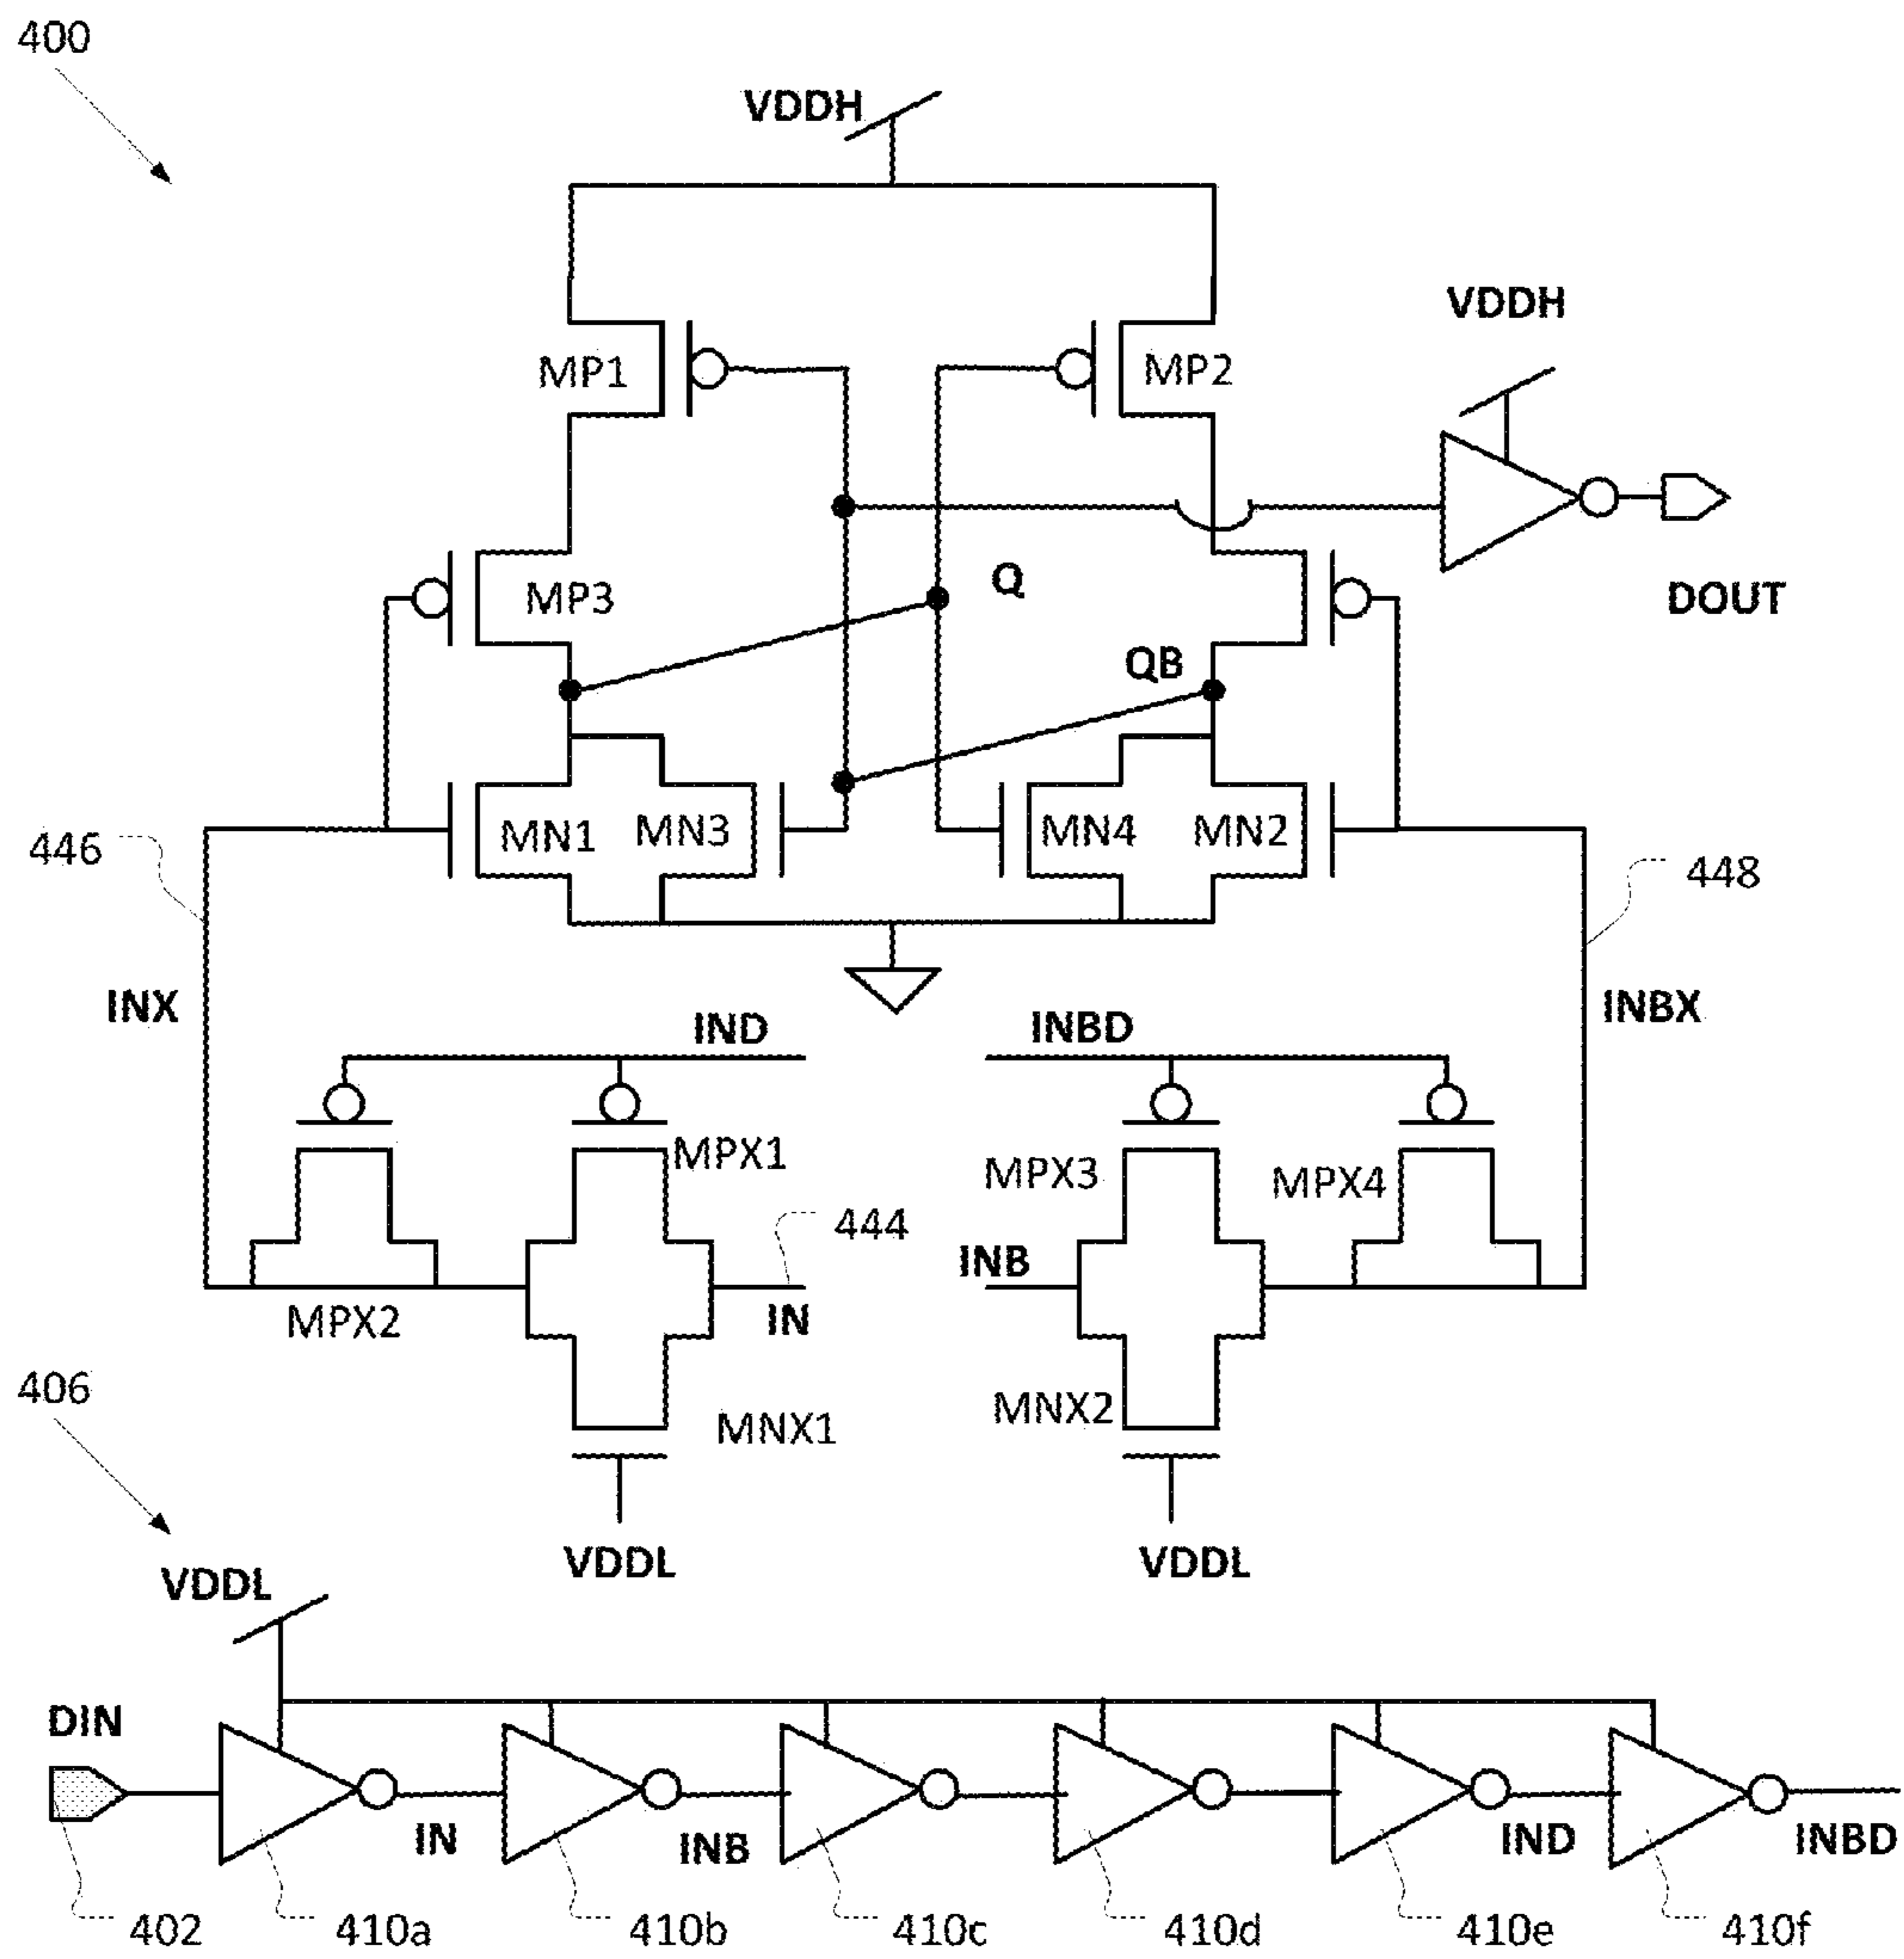 400
VDDH
VDDH
MP1
MP2
MP3
Q
DOUT
QB
MN1
MN3
MN4
MN2
446
448
INX
IND
INBD
INBX
MPX1
MPX3
MPX4
444
INB
MPX2
IN
406
MNX1
MNX2
VDDL
VDDL
VDDL
DIN
IN
INB
IND
INBD
402
410a
410b
410c
410d
410e
410f